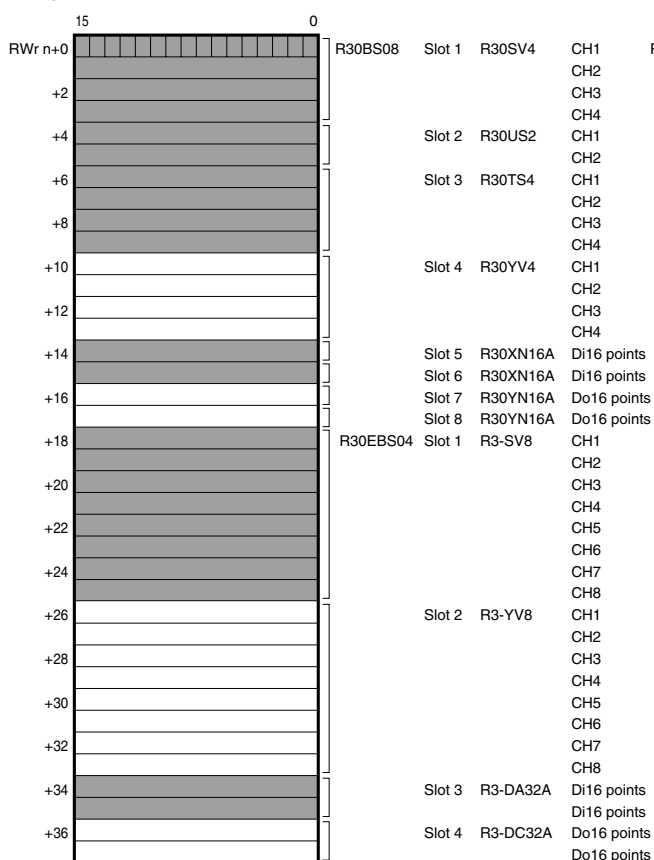 15 0
RWr n+0 R30BS08 Slot 1 R30SV4 CH1
CH2
+2 CH3
CH4
+4 Slot 2 R30US2 CH1
CH2
+6 Slot 3 R30TS4 CH1
CH2
+8 CH3
CH4
+10 Slot 4 R30YV4 CH1
CH2
+12 CH3
CH4
+14 Slot 5 R30XN16A Di16 points
Slot 6 R30XN16A Di16 points
+16 Slot 7 R30YN16A Do16 points
Slot 8 R30YN16A Do16 points
+18 R30EBS04 Slot 1 R3-SV8 CH1
CH2
+20 CH3
CH4
+22 CH5
CH6
+24 CH7
CH8
+26 Slot 2 R3-YV8 CH1
CH2
+28 CH3
CH4
+30 CH5
CH6
+32 CH7
CH8
+34 Slot 3 R3-DA32A Di16 points
Di16 points
+36 Slot 4 R3-DC32A Do16 points
Do16 points